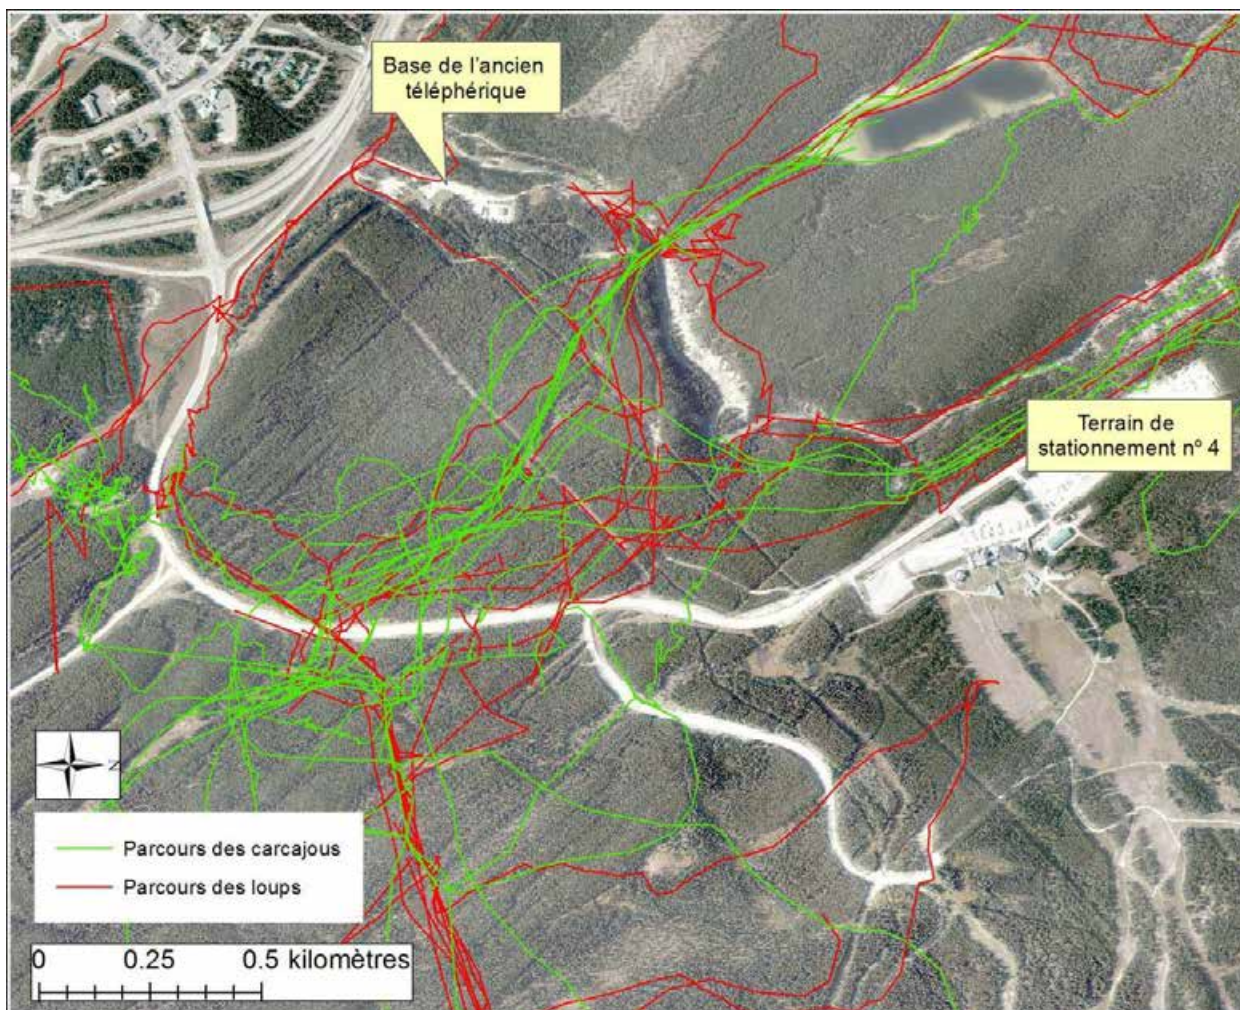 Base de l'ancien
téléphérique
Terrain de
stationnement nº 4
N
Parcours des carcajous
Parcours des loups
0 0.25 0.5 kilomètres